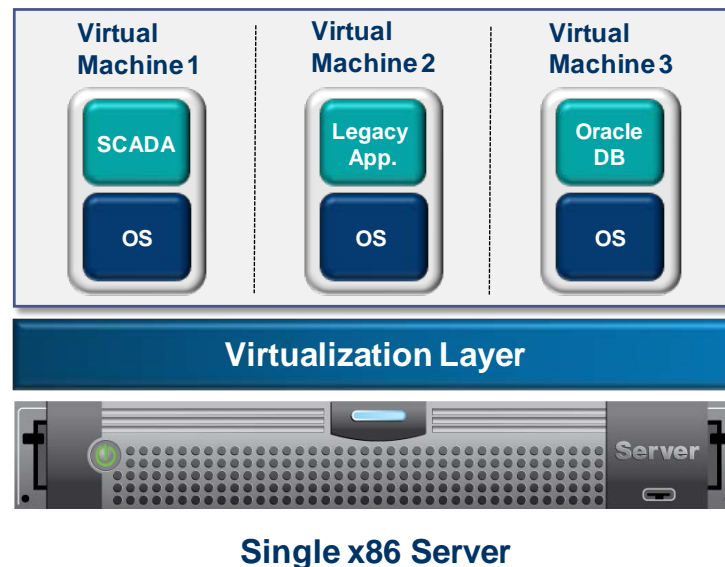 Virtual
Machine 1
Virtual
Machine 2
Virtual
Machine 3
SCADA
Legacy
App.
Oracle
DB
OS
OS
OS
Virtualization Layer
Server
Single x86 Server